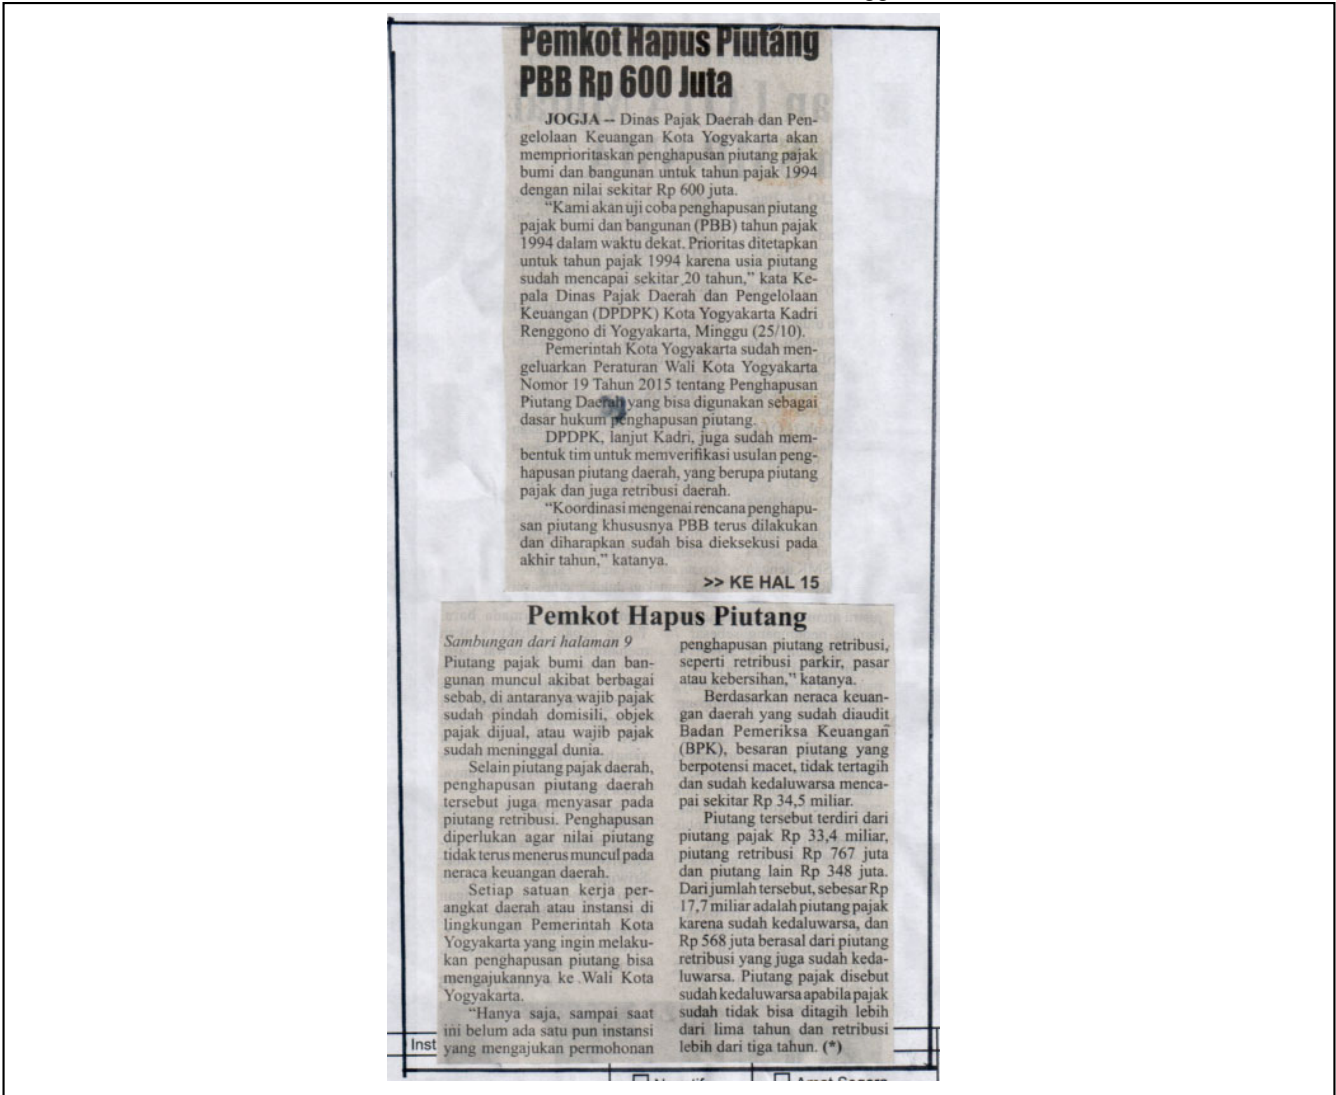 Pemkot Hapus Piutang
PBB Rp 600 Juta
JOGJA -- Dinas Pajak Daerah dan Pen-
gelolaan Keuangan Kota Yogyakarta akan
memprioritaskan penghapusan piutang pajak
bumi dan bangunan untuk tahun pajak 1994
dengan nilai sekitar Rp 600 juta.
“Kami akan uji coba penghapusan piutang
pajak bumi dan bangunan (PBB) tahun pajak
1994 dalam waktu dekat. Prioritas ditetapkan
untuk tahun pajak 1994 karena usia piutang
sudah mencapai sekitar 20 tahun,” kata Ke-
pala Dinas Pajak Daerah dan Pengelolaan
Keuangan (DPDPK) Kota Yogyakarta Kadri
Renggono di Yogyakarta, Minggu (25/10).
Pemerintah Kota Yogyakarta sudah men-
geluarkan Peraturan Wali Kota Yogyakarta
Nomor 19 Tahun 2015 tentang Penghapusan
Piutang Daerah yang bisa digunakan sebagai
dasar hukum penghapusan piutang.
DPDPK, lanjut Kadri, juga sudah mem-
bentuk tim untuk memverifikasi usulan peng-
hapusan piutang daerah, yang berupa piutang
pajak dan juga retribusi daerah.
“Koordinasi mengenai rencana penghapu-
san piutang khususnya PBB terus dilakukan
dan diharapkan sudah bisa dieksekusi pada
akhir tahun,” katanya.
>> KE HAL 15
Pemkot Hapus Piutang
Sambungan dari halaman 9
Piutang pajak bumi dan ban-
gunan muncul akibat berbagai
sebab, di antaranya wajib pajak
sudah pindah domisili, objek
pajak dijual, atau wajib pajak
sudah meninggal dunia.
Selain piutang pajak daerah,
penghapusan piutang daerah
tersebut juga menyasar pada
piutang retribusi. Penghapusan
diperlukan agar nilai piutang
tidak terus menerus muncul pada
neraca keuangan daerah.
Setiap satuan kerja per-
angkat daerah atau instansi di
lingkungan Pemerintah Kota
Yogyakarta yang ingin melaku-
kan penghapusan piutang bisa
mengajukannya ke Wali Kota
Yogyakarta.
“Hanya saja, sampai saat
ini belum ada satu pun instansi
yang mengajukan permohonan
penghapusan piutang retribusi,
seperti retribusi parkir, pasar
atau kebersihan,” katanya.
Berdasarkan neraca keuan-
gan daerah yang sudah diaudit
Badan Pemeriksa Keuangan
(BPK), besaran piutang yang
berpotensi macet, tidak tertagih
dan sudah kedaluwarsa menca-
pai sekitar Rp 34,5 miliar.
Piutang tersebut terdiri dari
piutang pajak Rp 33,4 miliar,
piutang retribusi Rp 767 juta
dan piutang lain Rp 348 juta.
Dari jumlah tersebut, sebesar Rp
17,7 miliar adalah piutang pajak
karena sudah kedaluwarsa, dan
Rp 568 juta berasal dari piutang
retribusi yang juga sudah keda-
luwarsa. Piutang pajak disebut
sudah kedaluwarsa apabila pajak
sudah tidak bisa ditagih lebih
dari lima tahun dan retribusi
lebih dari tiga tahun. (*)
Inst